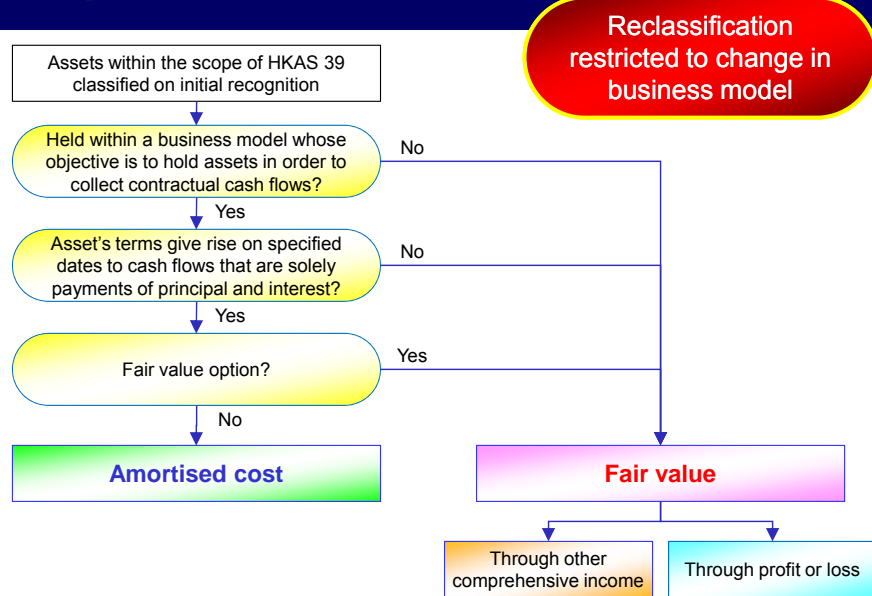 Reclassification
restricted to change in
business model
Assets within the scope of HKAS 39
classified on initial recognition
Held within a business model whose
objective is to hold assets in order to
collect contractual cash flows?
No
Yes
Asset's terms give rise on specified
dates to cash flows that are solely
payments of principal and interest?
No
Yes
Fair value option?
Yes
No
Amortised cost
Fair value
Through other
comprehensive income
Through profit or loss